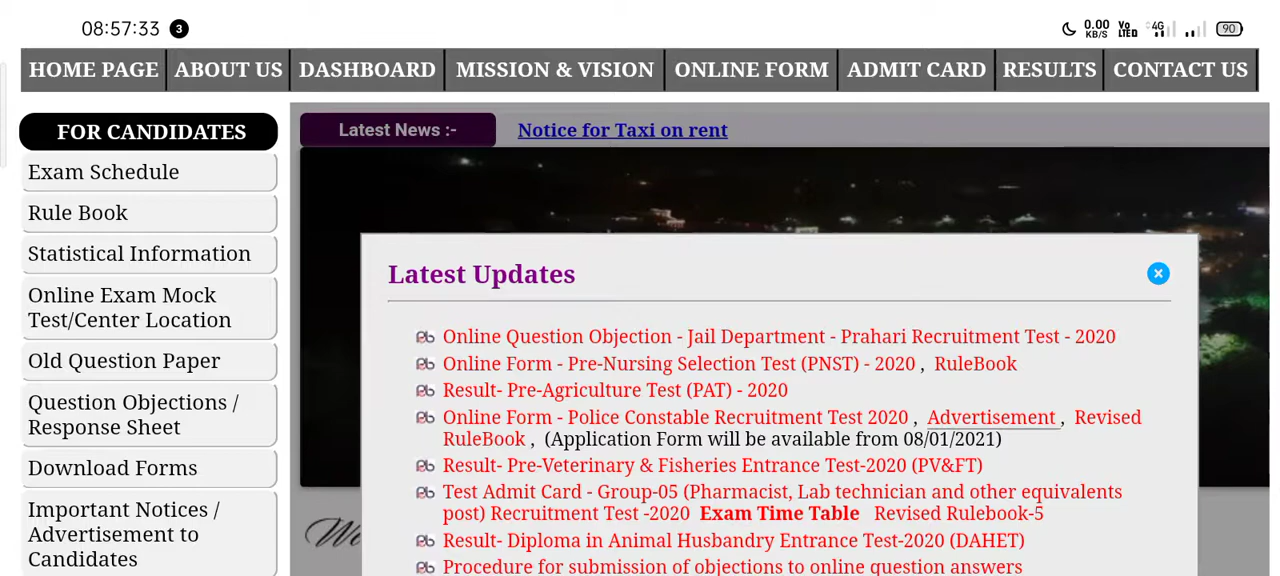 08:57:33 3 0.00 KB/S Vo LTED 4G 90
HOME PAGE ABOUT US DASHBOARD MISSION & VISION ONLINE FORM ADMIT CARD RESULTS CONTACT US
FOR CANDIDATES
Exam Schedule
Rule Book
Statistical Information
Online Exam Mock
Test/Center Location
Old Question Paper
Question Objections /
Response Sheet
Download Forms
Important Notices /
Advertisement to
Candidates
Latest News :- Notice for Taxi on rent
Latest Updates
Online Question Objection - Jail Department - Prahari Recruitment Test - 2020
Online Form - Pre-Nursing Selection Test (PNST) - 2020 , RuleBook
Result- Pre-Agriculture Test (PAT) - 2020
Online Form - Police Constable Recruitment Test 2020 , Advertisement , Revised
RuleBook , (Application Form will be available from 08/01/2021)
Result- Pre-Veterinary & Fisheries Entrance Test-2020 (PV&FT)
Test Admit Card - Group-05 (Pharmacist, Lab technician and other equivalents
post) Recruitment Test -2020 Exam Time Table Revised Rulebook-5
Result- Diploma in Animal Husbandry Entrance Test-2020 (DAHET)
Procedure for submission of objections to online question answers
We